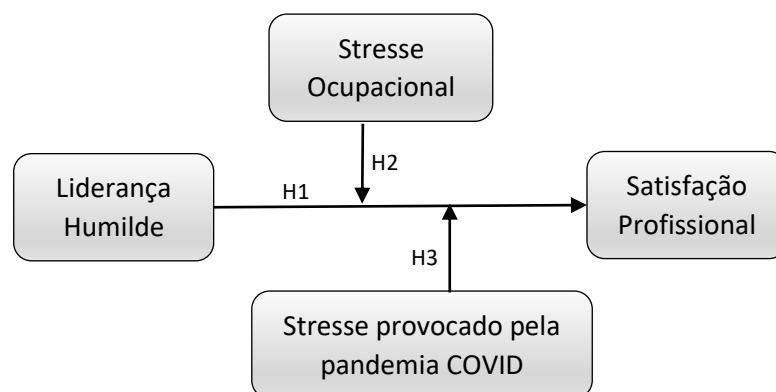 Stresse
Ocupacional
H2
Liderança
Humilde
H1
Satisfação
Profissional
H3
Stresse provocado pela
pandemia COVID